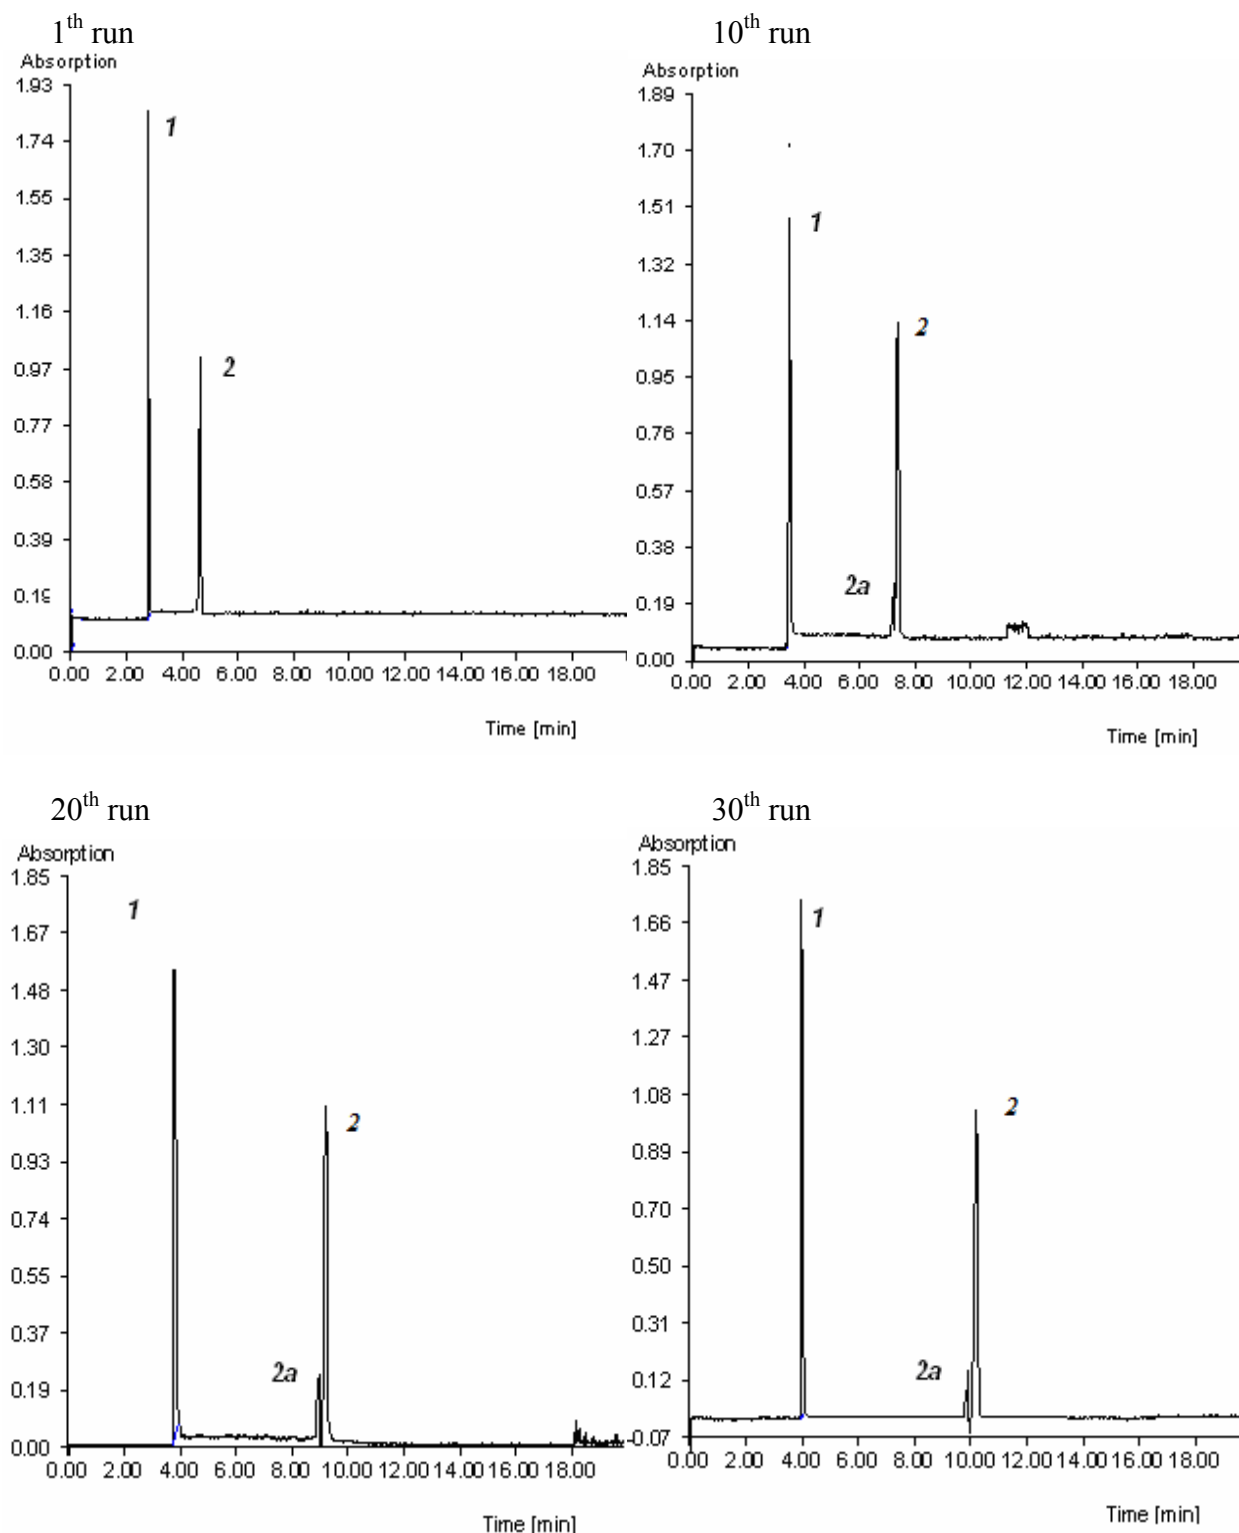 1th run
Absorption
1.93
1.74
1.55
1.35
1.16
0.97
0.77
0.58
0.39
0.19
0.00
1
2
0.00 2.00 4.00 6.00 8.00 10.00 12.00 14.00 16.00 18.00
Time [min]
10th run
Absorption
1.89
1.70
1.51
1.32
1.14
0.95
0.76
0.57
0.38
0.19
0.00
1
2
2a
0.00 2.00 4.00 6.00 8.00 10.00 12.00 14.00 16.00 18.00
Time [min]
20th run
Absorption
1.85
1.67
1.48
1.30
1.11
0.93
0.74
0.55
0.37
0.19
0.00
1
2
2a
0.00 2.00 4.00 6.00 8.00 10.00 12.00 14.00 16.00 18.00
Time [min]
30th run
Absorption
1.85
1.66
1.47
1.27
1.08
0.89
0.70
0.50
0.31
0.12
-0.07
1
2
2a
0.00 2.00 4.00 6.00 8.00 10.00 12.00 14.00 16.00 18.00
Time [min]